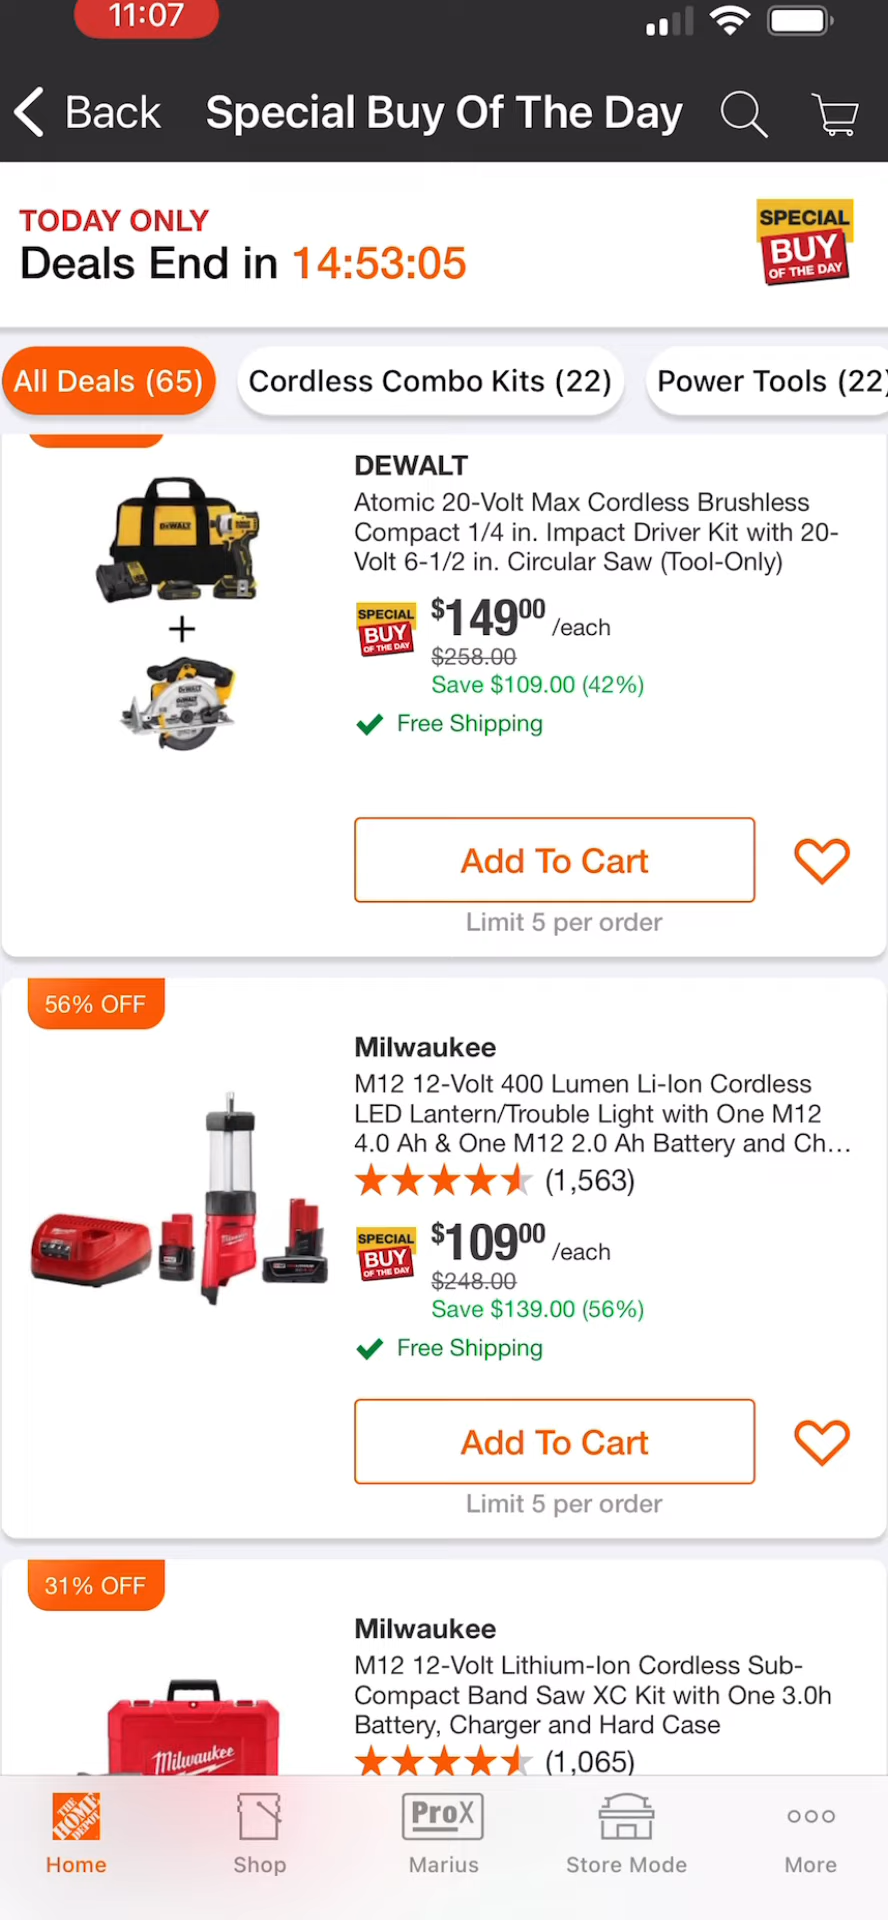 11:07
Back
Special Buy Of The Day
TODAY ONLY
Deals End in 14:53:05
SPECIAL
BUY
OF THE DAY
All Deals (65)
Cordless Combo Kits (22)
Power Tools (22)
DEWALT
Atomic 20-Volt Max Cordless Brushless
Compact 1/4 in. Impact Driver Kit with 20-
Volt 6-1/2 in. Circular Saw (Tool-Only)
DEWALT
DEWALT
+
SPECIAL
BUY
OF THE DAY
$14900 /each
$258.00
Save $109.00 (42%)
Free Shipping
Add To Cart
Limit 5 per order
56% OFF
Milwaukee
M12 12-Volt 400 Lumen Li-Ion Cordless
LED Lantern/Trouble Light with One M12
4.0 Ah & One M12 2.0 Ah Battery and Ch...
(1,563)
SPECIAL
BUY
OF THE DAY
$10900 /each
$248.00
Save $139.00 (56%)
Free Shipping
Add To Cart
Limit 5 per order
31% OFF
Milwaukee
M12 12-Volt Lithium-Ion Cordless Sub-
Compact Band Saw XC Kit with One 3.0h
Battery, Charger and Hard Case
(1,065)
Milwaukee
THE
HOME
DEPOT
Home
Shop
ProX
Marius
Store Mode
More